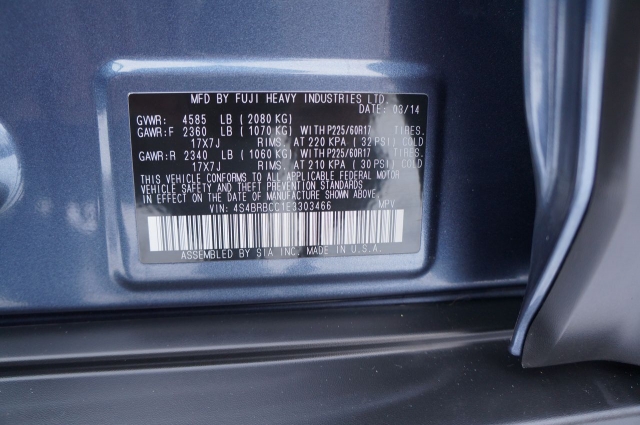 MFD BY FUJI HEAVY INDUSTRIES LTD.
DATE: 03/14
GVWR: 4585 LB (2080 KG)
GAWR:F 2360 LB (1070 KG) WITH P225/60R17 TIRES.
17X7J RIMS. AT 220 KPA (32 PSI) COLD
GAWR:R 2340 LB (1060 KG) WITH P225/60R17 TIRES.
17X7J RIMS. AT 210 KPA (30 PSI) COLD
THIS VEHICLE CONFORMS TO ALL APPLICABLE FEDERAL MOTOR
VEHICLE SAFETY AND THEFT PREVENTION STANDARDS
IN EFFECT ON THE DATE OF MANUFACTURE SHOWN ABOVE.
VIN: 4S4BRBCC1E3303466 MPV
ASSEMBLED BY SIA INC. MADE IN U.S.A.